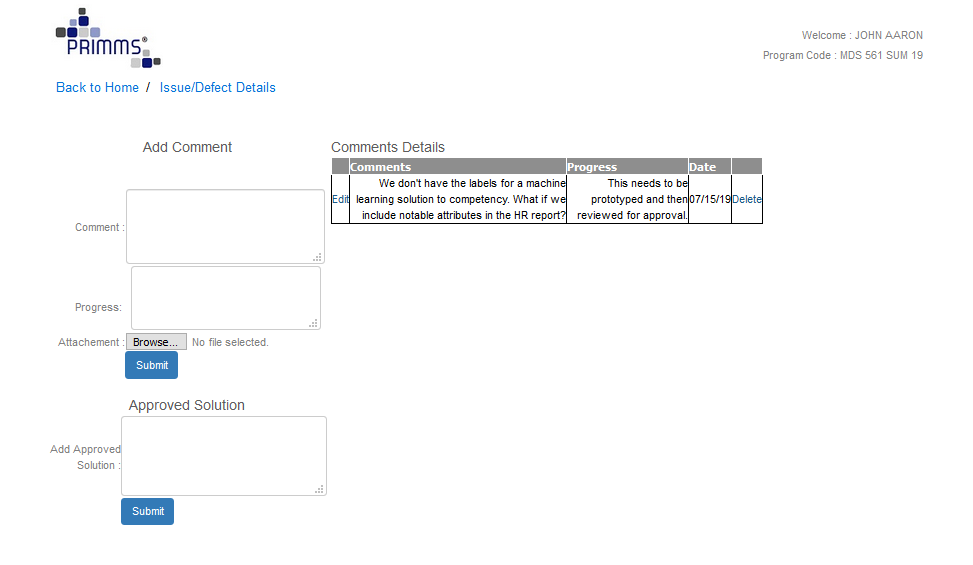 PRIMMS®
Welcome : JOHN AARON
Program Code : MDS 561 SUM 19
Back to Home / Issue/Defect Details
Add Comment
Comments Details
Comments Progress Date
Edit
We don't have the labels for a machine
learning solution to competency. What if we
include notable attributes in the HR report?
This needs to be
prototyped and then
reviewed for approval.
07/15/19
Delete
Comment :
Progress:
Attachement : Browse... No file selected.
Submit
Approved Solution
Add Approved
Solution :
Submit